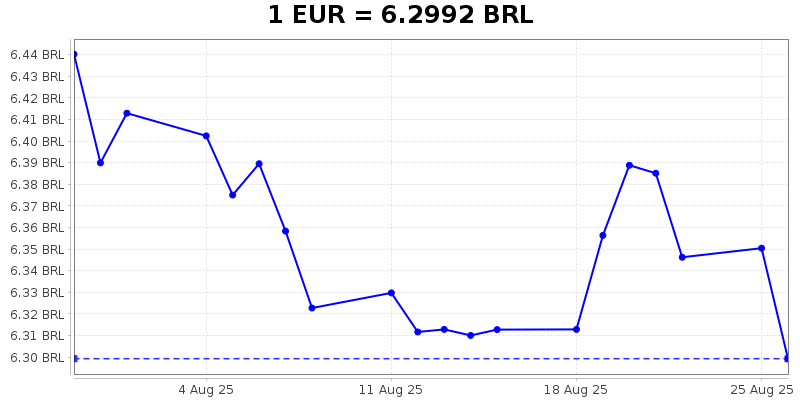 1 EUR = 6.2992 BRL
6.44 BRL
6.43 BRL
6.42 BRL
6.41 BRL
6.40 BRL
6.39 BRL
6.38 BRL
6.37 BRL
6.36 BRL
6.35 BRL
6.34 BRL
6.33 BRL
6.32 BRL
6.31 BRL
6.30 BRL
4 Aug 25
11 Aug 25
18 Aug 25
25 Aug 25